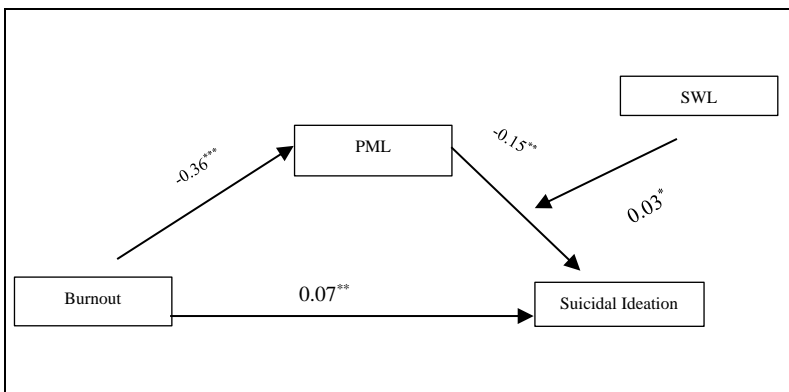 SWL
PML
-0.36***
-0.15**
0.03*
Burnout
0.07**
Suicidal Ideation